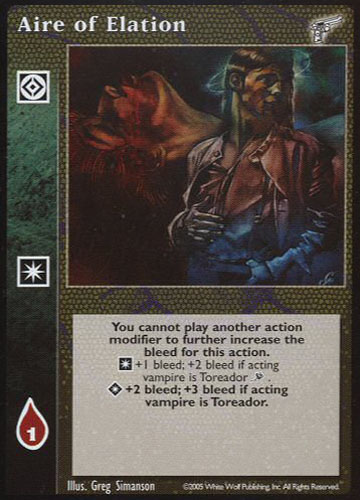 Aire of Elation
You cannot play another action
modifier to further increase the
bleed for this action.
+1 bleed; +2 bleed if acting
vampire is Toreador .
+2 bleed; +3 bleed if acting
vampire is Toreador.
1
Illus. Greg Simanson
©2005 White Wolf Publishing, Inc. All Rights Reserved.